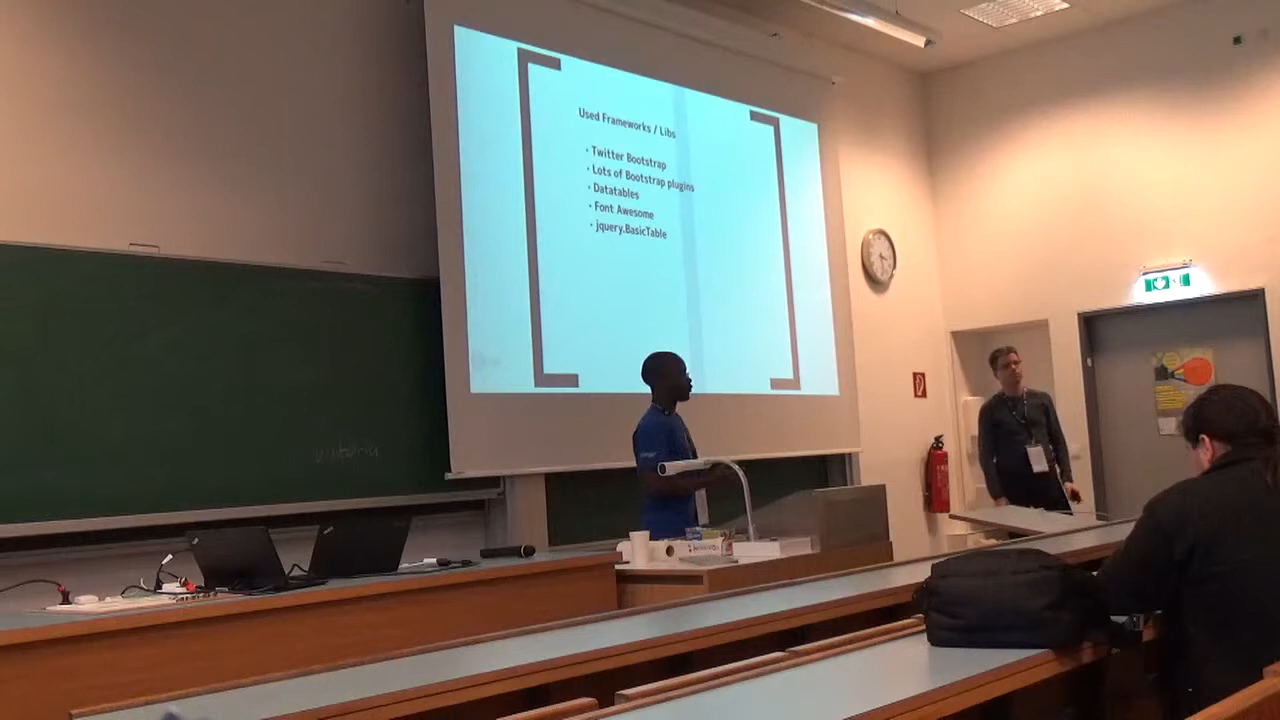 Used Frameworks / Libs
• Twitter Bootstrap
• Lots of Bootstrap plugins
• Datatables
• Font Awesome
• jquery.BasicTable